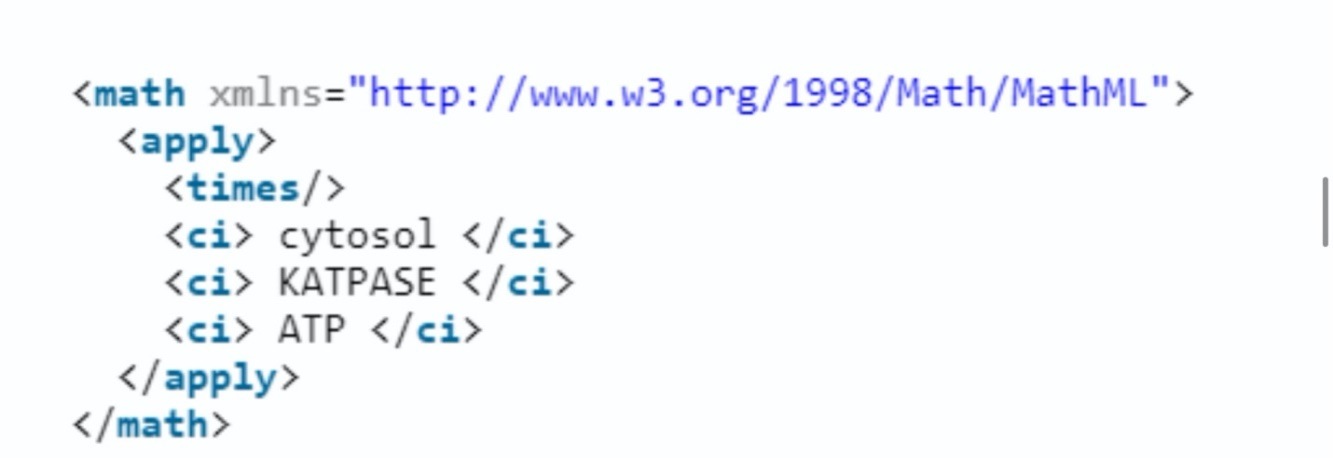 <math xmlns="http://www.w3.org/1998/Math/MathML">
  <apply>
    <times/>
    <ci> cytosol </ci>
    <ci> KATPASE </ci>
    <ci> ATP </ci>
  </apply>
</math>